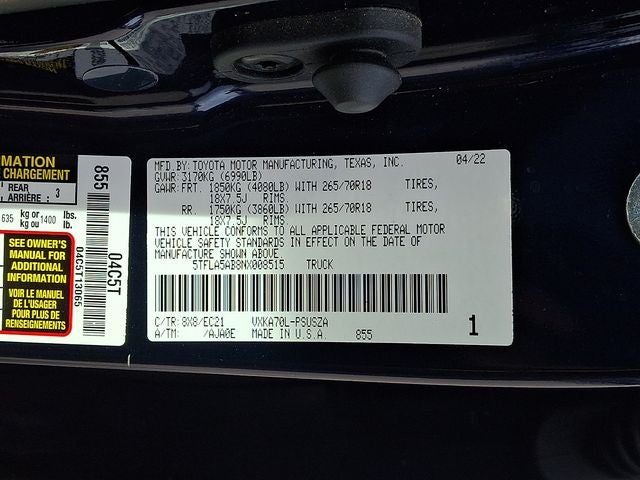 MATION
CHARGEMENT
REAR
ARRIÈRE : 3
635 kg or 1400 lbs.
kg ou lb.
SEE OWNER'S
MANUAL FOR
ADDITIONAL
INFORMATION
VOIR LE MANUEL
DE L'USAGER
POUR PLUS DE
RENSEIGNEMENTS
855
04C5T
04C5T13065
MFD BY:TOYOTA MOTOR MANUFACTURING, TEXAS, INC. 04/22
GVWR:3170KG (6990LB)
GAWR:FRT. 1850KG (4080LB) WITH 265/70R18 TIRES,
18X7.5J RIMS
RR. 1750KG (3860LB) WITH 265/70R18 TIRES,
18X7.5J RIMS
THIS VEHICLE CONFORMS TO ALL APPLICABLE FEDERAL MOTOR
VEHICLE SAFETY STANDARDS IN EFFECT ON THE DATE OF
MANUFACTURE SHOWN ABOVE.
5TFLA5AB8NX008515 TRUCK
C/TR:8X8/EC21 VXKA70L-PSUSZA
A/TM: /AJA0E MADE IN U.S.A. 855
1